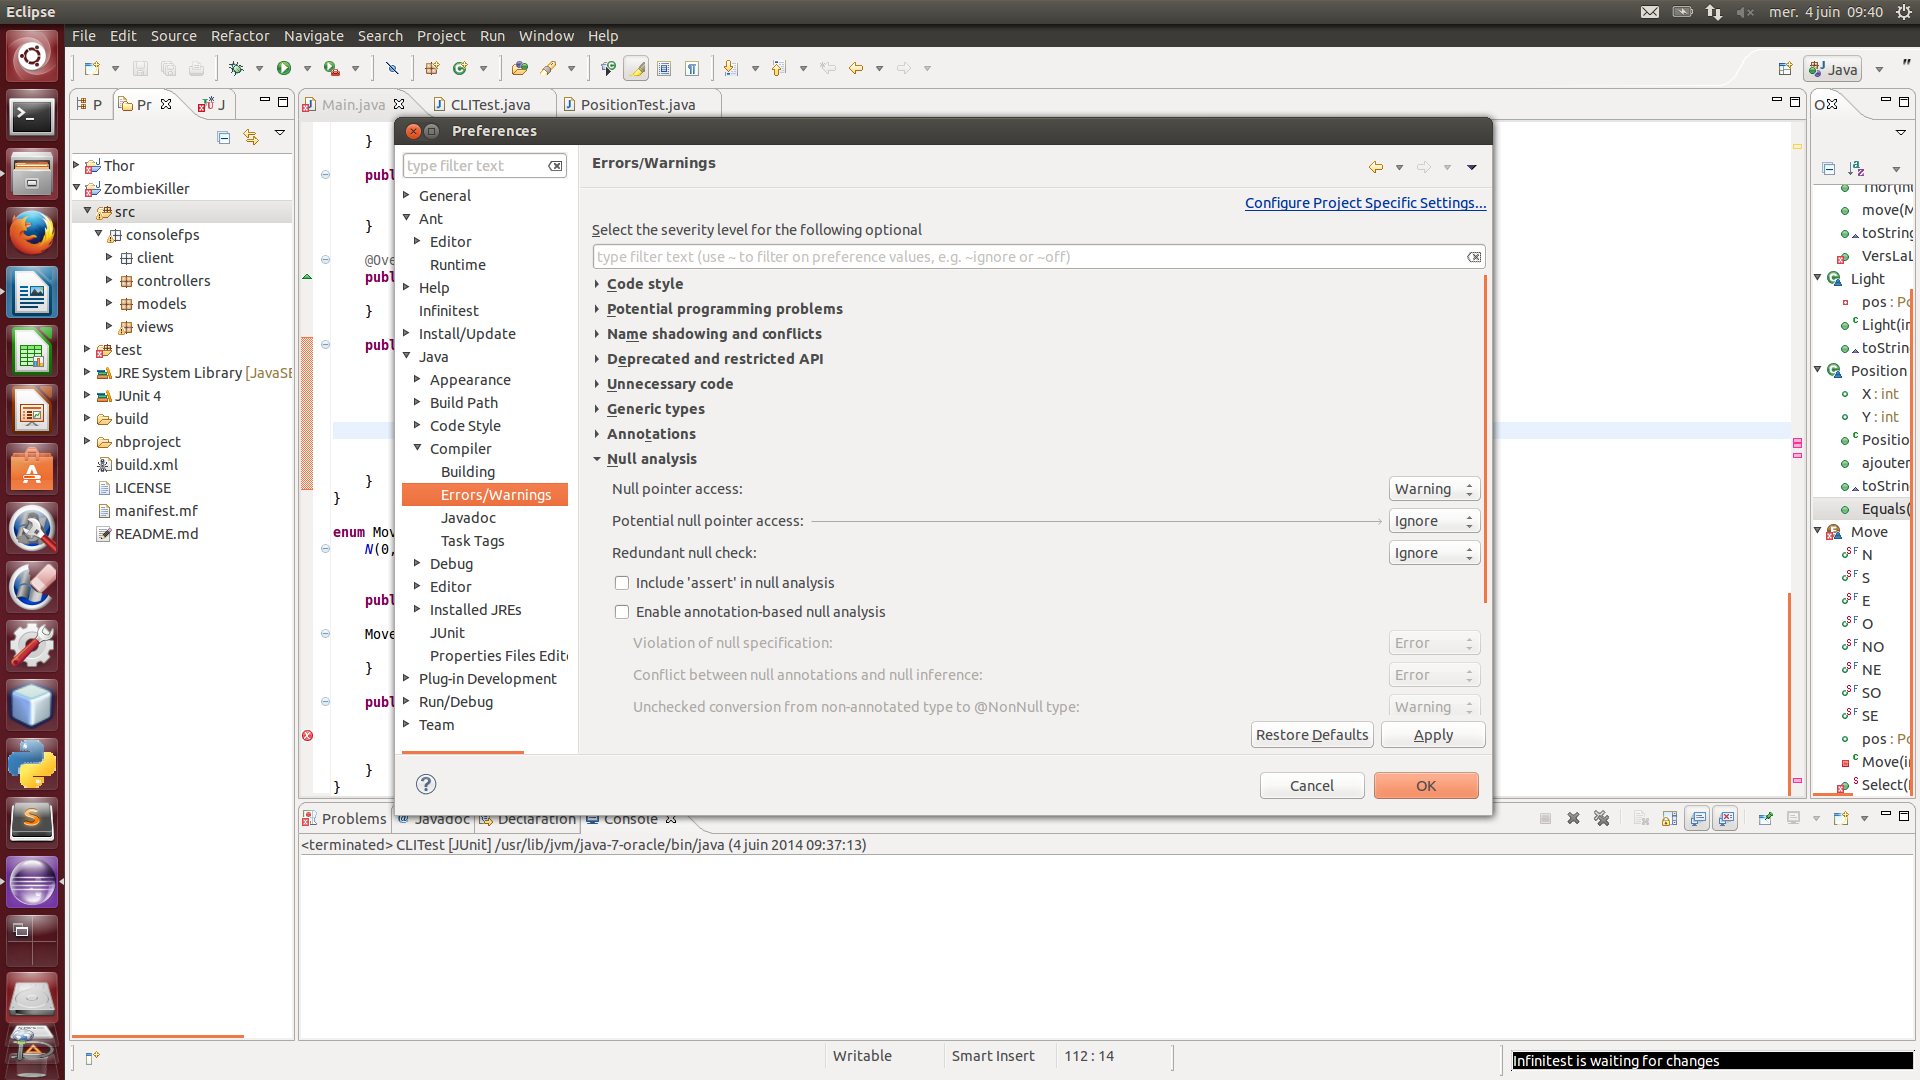 Eclipse
mer. 4 juin 09:40
File Edit Source Refactor Navigate Search Project Run Window Help
Java
P
Pr
J
Main.java
CLITest.java
PositionTest.java
O
Thor
ZombieKiller
src
consolefps
client
controllers
models
views
test
JRE System Library [JavaSE
JUnit 4
build
nbproject
build.xml
LICENSE
manifest.mf
README.md
}
publ
}
@Ove
publ
}
publ
}
}
enum Mov
N(0,
publ
Move
}
publ
}
}
Preferences
type filter text
General
Ant
Editor
Runtime
Help
Infinitest
Install/Update
Java
Appearance
Build Path
Code Style
Compiler
Building
Errors/Warnings
Javadoc
Task Tags
Debug
Editor
Installed JREs
JUnit
Properties Files Edito
Plug-in Development
Run/Debug
Team
Errors/Warnings
Configure Project Specific Settings...
Select the severity level for the following optional
type filter text (use ~ to filter on preference values, e.g. ~ignore or ~off)
Code style
Potential programming problems
Name shadowing and conflicts
Deprecated and restricted API
Unnecessary code
Generic types
Annotations
Null analysis
Null pointer access: Warning
Potential null pointer access: Ignore
Redundant null check: Ignore
Include 'assert' in null analysis
Enable annotation-based null analysis
Violation of null specification: Error
Conflict between null annotations and null inference: Error
Unchecked conversion from non-annotated type to @NonNull type: Warning
Restore Defaults
Apply
Cancel
OK
Thor(int
move(M
toString
VersLaL
Light
pos : Po
Light(in
toString
Position
X : int
Y : int
Positio
ajouter
toString
Equals(
Move
N
S
E
O
NO
NE
SO
SE
pos : Po
Move(in
Select(
Problems
Javadoc
Declaration
Console
<terminated> CLITest [JUnit] /usr/lib/jvm/java-7-oracle/bin/java (4 juin 2014 09:37:13)
Writable
Smart Insert
112 : 14
Infinitest is waiting for changes